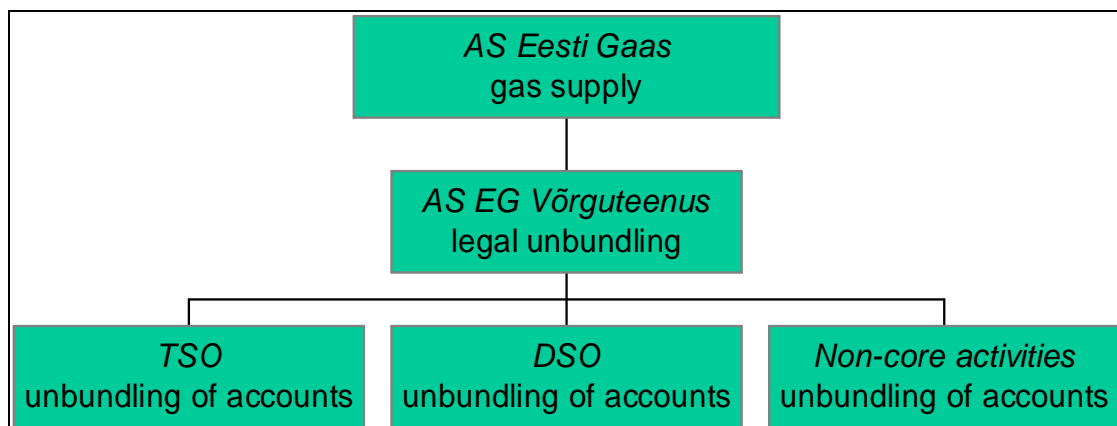 AS Eesti Gaas
gas supply
AS EG Võrguteenus
legal unbundling
TSO
unbundling of accounts
DSO
unbundling of accounts
Non-core activities
unbundling of accounts